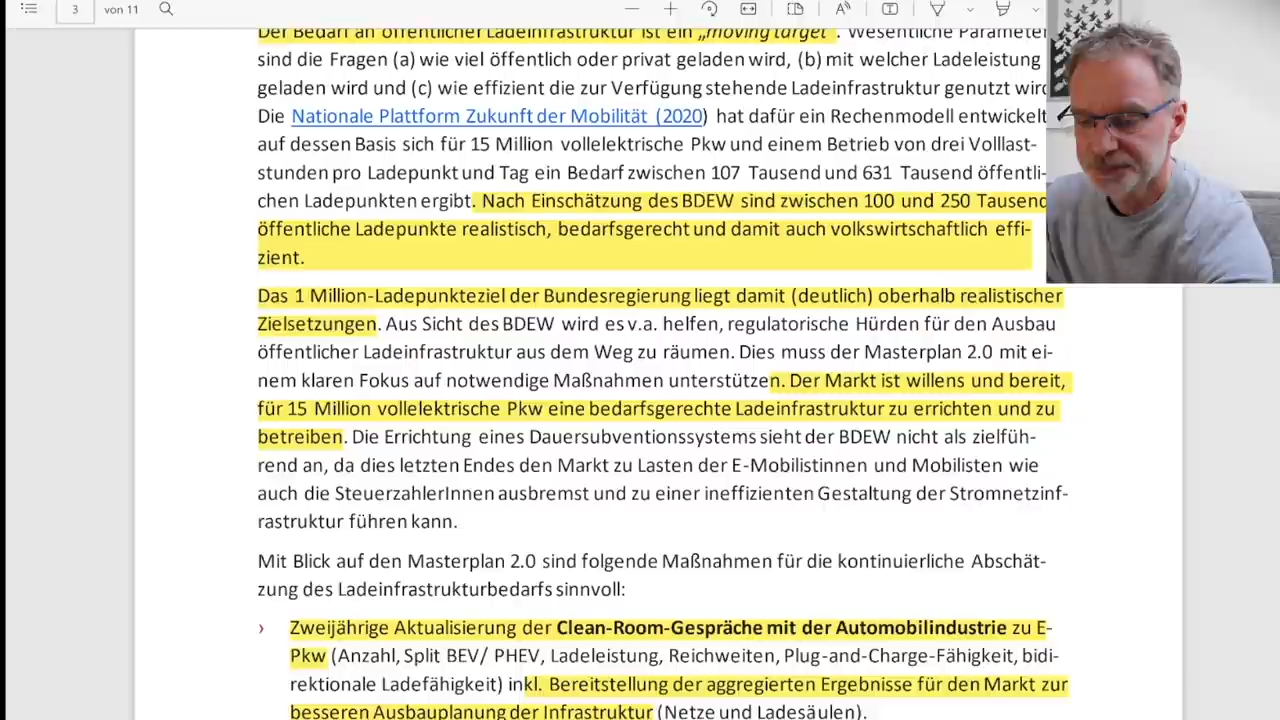 3 von 11
Der Bedarf an öffentlicher Ladeinfrastruktur ist ein „moving target“. Wesentliche Parameter
sind die Fragen (a) wie viel öffentlich oder privat geladen wird, (b) mit welcher Ladeleistung
geladen wird und (c) wie effizient die zur Verfügung stehende Ladeinfrastruktur genutzt wird
Die Nationale Plattform Zukunft der Mobilität (2020) hat dafür ein Rechenmodell entwickelt
auf dessen Basis sich für 15 Million vollelektrische Pkw und einem Betrieb von drei Volllast-
stunden pro Ladepunkt und Tag ein Bedarf zwischen 107 Tausend und 631 Tausend öffentli-
chen Ladepunkten ergibt. Nach Einschätzung des BDEW sind zwischen 100 und 250 Tausend
öffentliche Ladepunkte realistisch, bedarfsgerecht und damit auch volkswirtschaftlich effi-
zient.
Das 1 Million-Ladepunkteziel der Bundesregierung liegt damit (deutlich) oberhalb realistischer
Zielsetzungen. Aus Sicht des BDEW wird es v.a. helfen, regulatorische Hürden für den Ausbau
öffentlicher Ladeinfrastruktur aus dem Weg zu räumen. Dies muss der Masterplan 2.0 mit ei-
nem klaren Fokus auf notwendige Maßnahmen unterstützen. Der Markt ist willens und bereit,
für 15 Million vollelektrische Pkw eine bedarfsgerechte Ladeinfrastruktur zu errichten und zu
betreiben. Die Errichtung eines Dauersubventionssystems sieht der BDEW nicht als zielfüh-
rend an, da dies letzten Endes den Markt zu Lasten der E-Mobilistinnen und Mobilisten wie
auch die SteuerzahlerInnen ausbremst und zu einer ineffizienten Gestaltung der Stromnetzinf-
rastruktur führen kann.
Mit Blick auf den Masterplan 2.0 sind folgende Maßnahmen für die kontinuierliche Abschät-
zung des Ladeinfrastrukturbedarfs sinnvoll:
› Zweijährige Aktualisierung der Clean-Room-Gespräche mit der Automobilindustrie zu E-
Pkw (Anzahl, Split BEV/ PHEV, Ladeleistung, Reichweiten, Plug-and-Charge-Fähigkeit, bidi-
rektionale Ladefähigkeit) inkl. Bereitstellung der aggregierten Ergebnisse für den Markt zur
besseren Ausbauplanung der Infrastruktur (Netze und Ladesäulen).